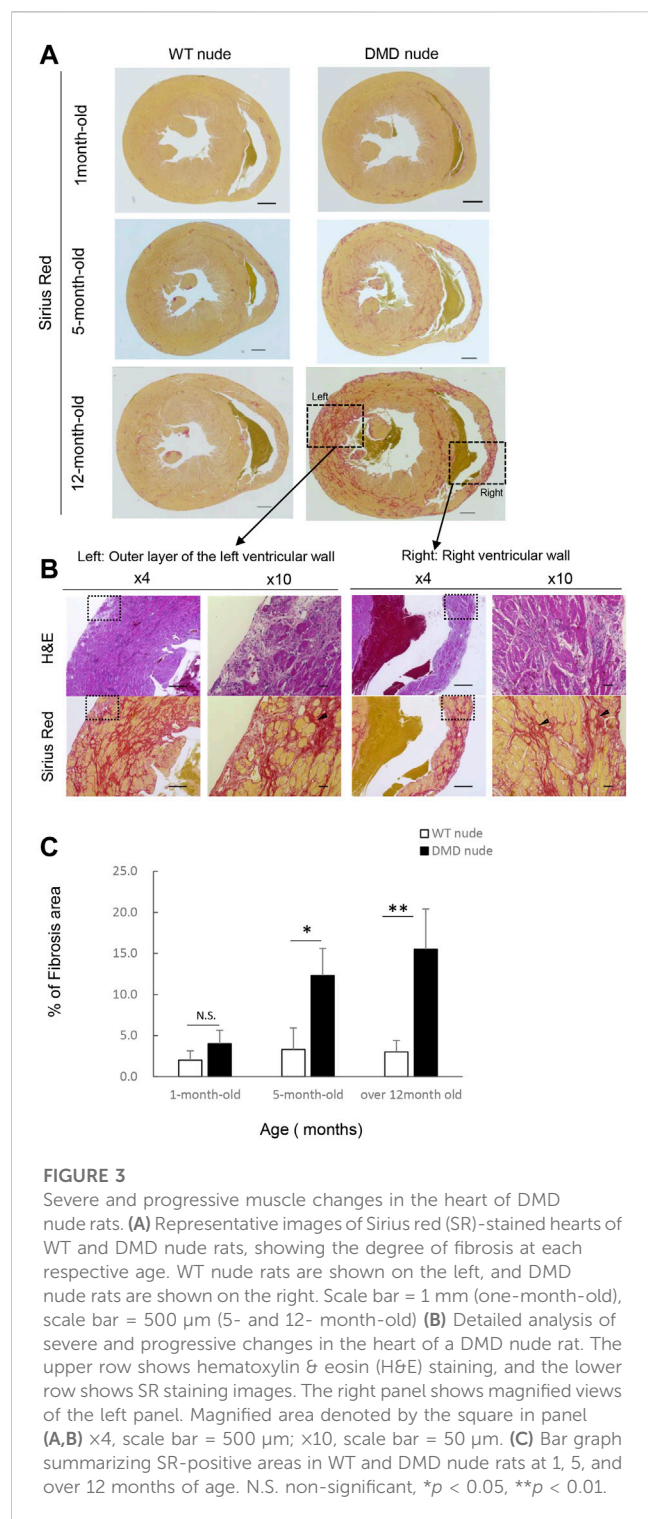 A
WT nude
DMD nude
Sirius Red
1month-old
5-month-old
12-month-old
Left
Right
Left: Outer layer of the left ventricular wall
Right: Right ventricular wall
B
x4
x10
x4
x10
H&E
Sirius Red
C
WT nude
DMD nude
% of Fibrosis area
25.0
20.0
15.0
10.0
5.0
0.0
N.S.
*
**
1-month-old
5-month-old
over 12month old
Age ( months)
FIGURE 3
Severe and progressive muscle changes in the heart of DMD
nude rats. (A) Representative images of Sirius red (SR)-stained hearts of
WT and DMD nude rats, showing the degree of fibrosis at each
respective age. WT nude rats are shown on the left, and DMD
nude rats are shown on the right. Scale bar = 1 mm (one-month-old),
scale bar = 500 μm (5- and 12- month-old) (B) Detailed analysis of
severe and progressive changes in the heart of a DMD nude rat. The
upper row shows hematoxylin & eosin (H&E) staining, and the lower
row shows SR staining images. The right panel shows magnified views
of the left panel. Magnified area denoted by the square in panel
(A,B) ×4, scale bar = 500 μm; ×10, scale bar = 50 μm. (C) Bar graph
summarizing SR-positive areas in WT and DMD nude rats at 1, 5, and
over 12 months of age. N.S. non-significant, *p < 0.05, **p < 0.01.